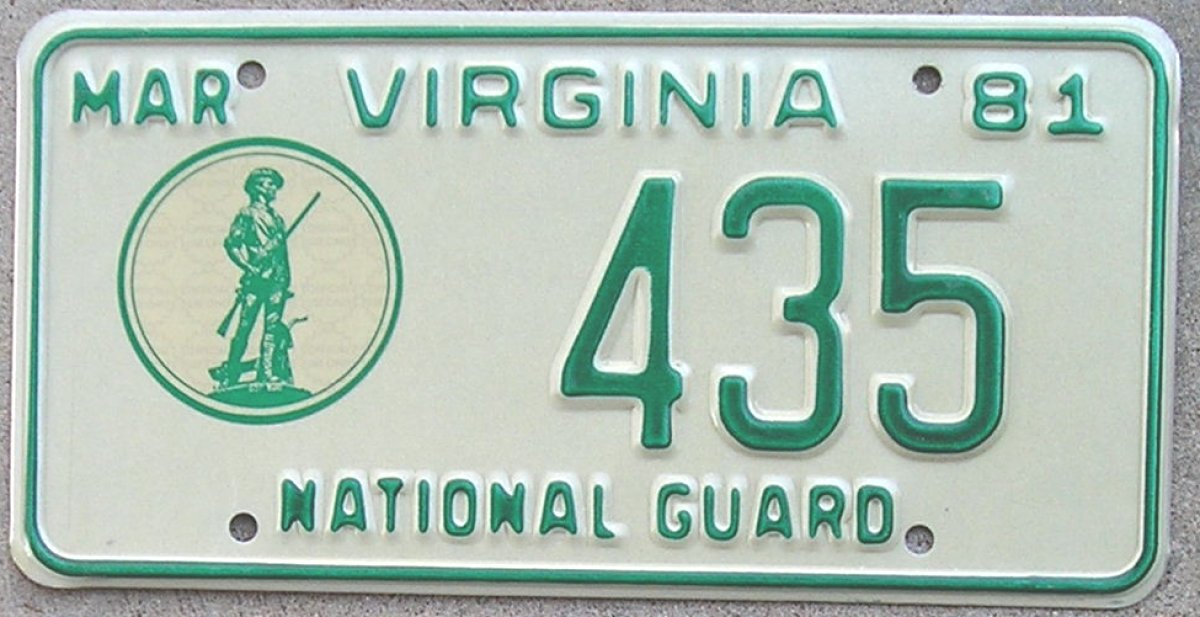 MAR VIRGINIA 81
435
NATIONAL GUARD